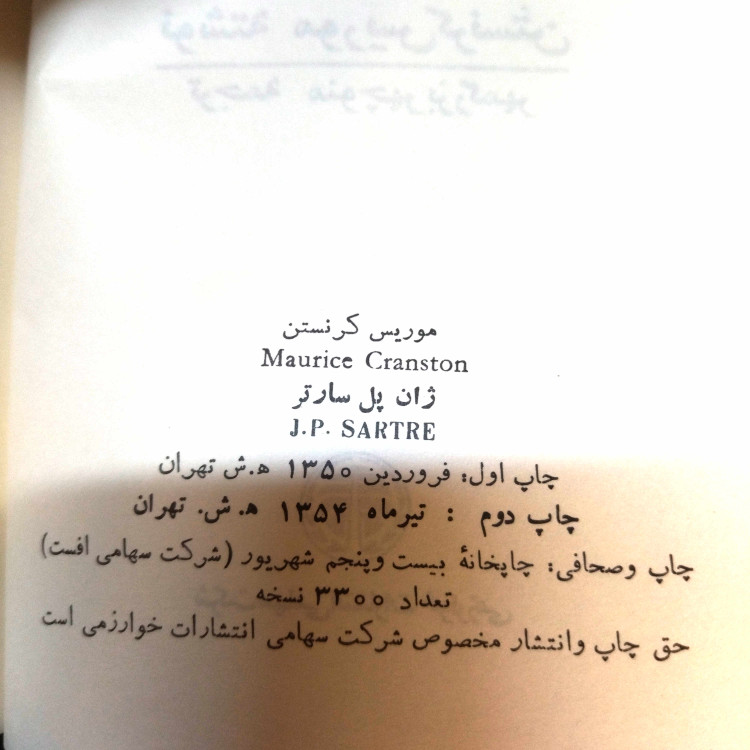 موریس کرنستن
Maurice Cranston
ژان پل سارتر
J.P. SARTRE
چاپ اول: فروردین ۱۳۵۰ ه.ش تهران
چاپ دوم : تیرماه ۱۳۵۴ ه.ش. تهران
چاپ وصحافی: چاپخانهٔ بیست وپنجم شهریور (شرکت سهامی افست)
تعداد ۳۳۰۰ نسخه
حق چاپ وانتشار مخصوص شرکت سهامی انتشارات خوارزمی است